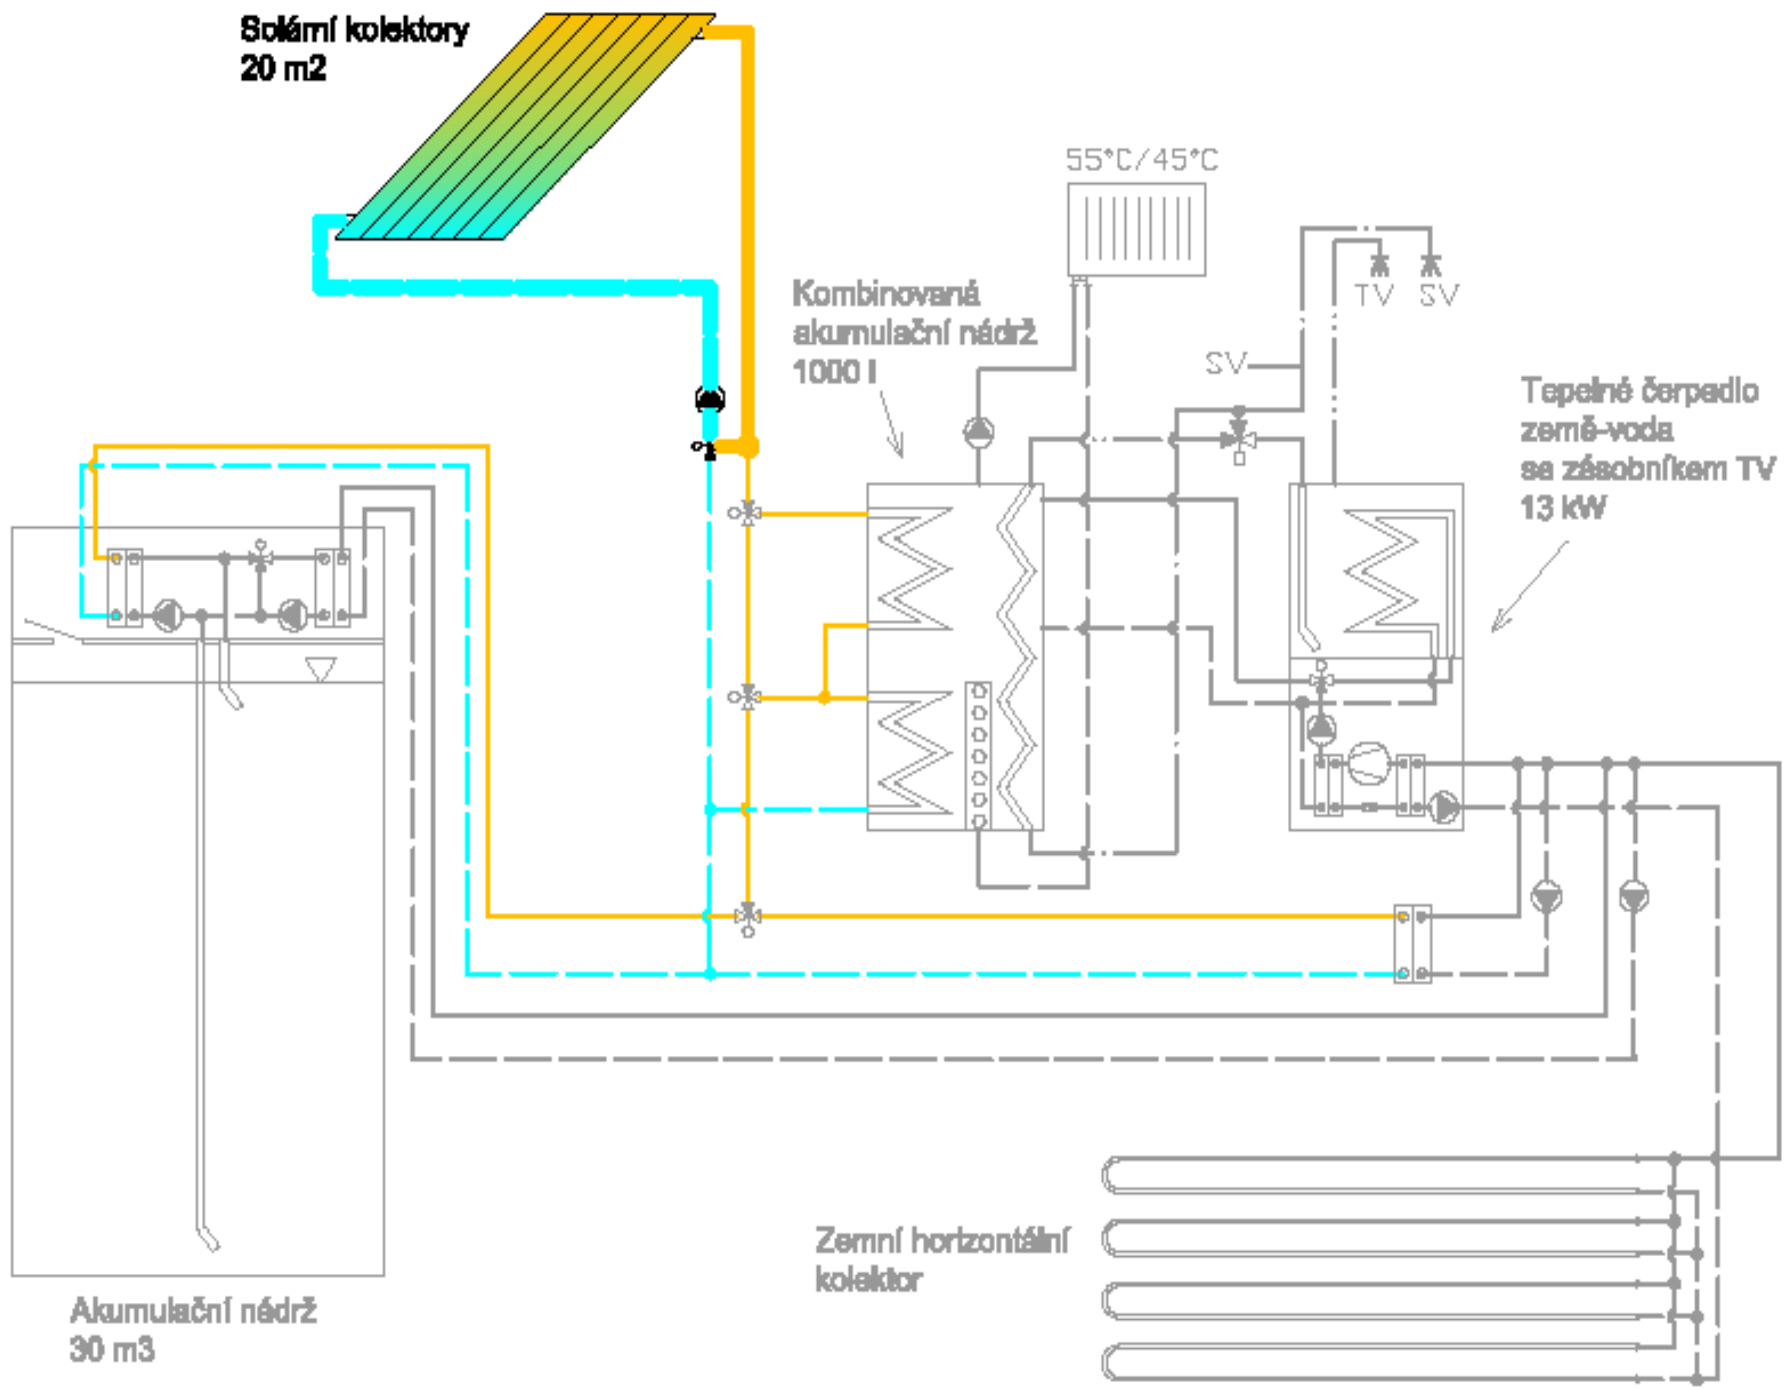 Solární kolektory
20 m2
55°C/45°C
Kombinovaná
akumulační nádrž
1000 l
TV
SV
SV
Tepelné čerpadlo
země-voda
se zásobníkem TV
13 kW
Zemní horizontální
kolektor
Akumulační nádrž
30 m3